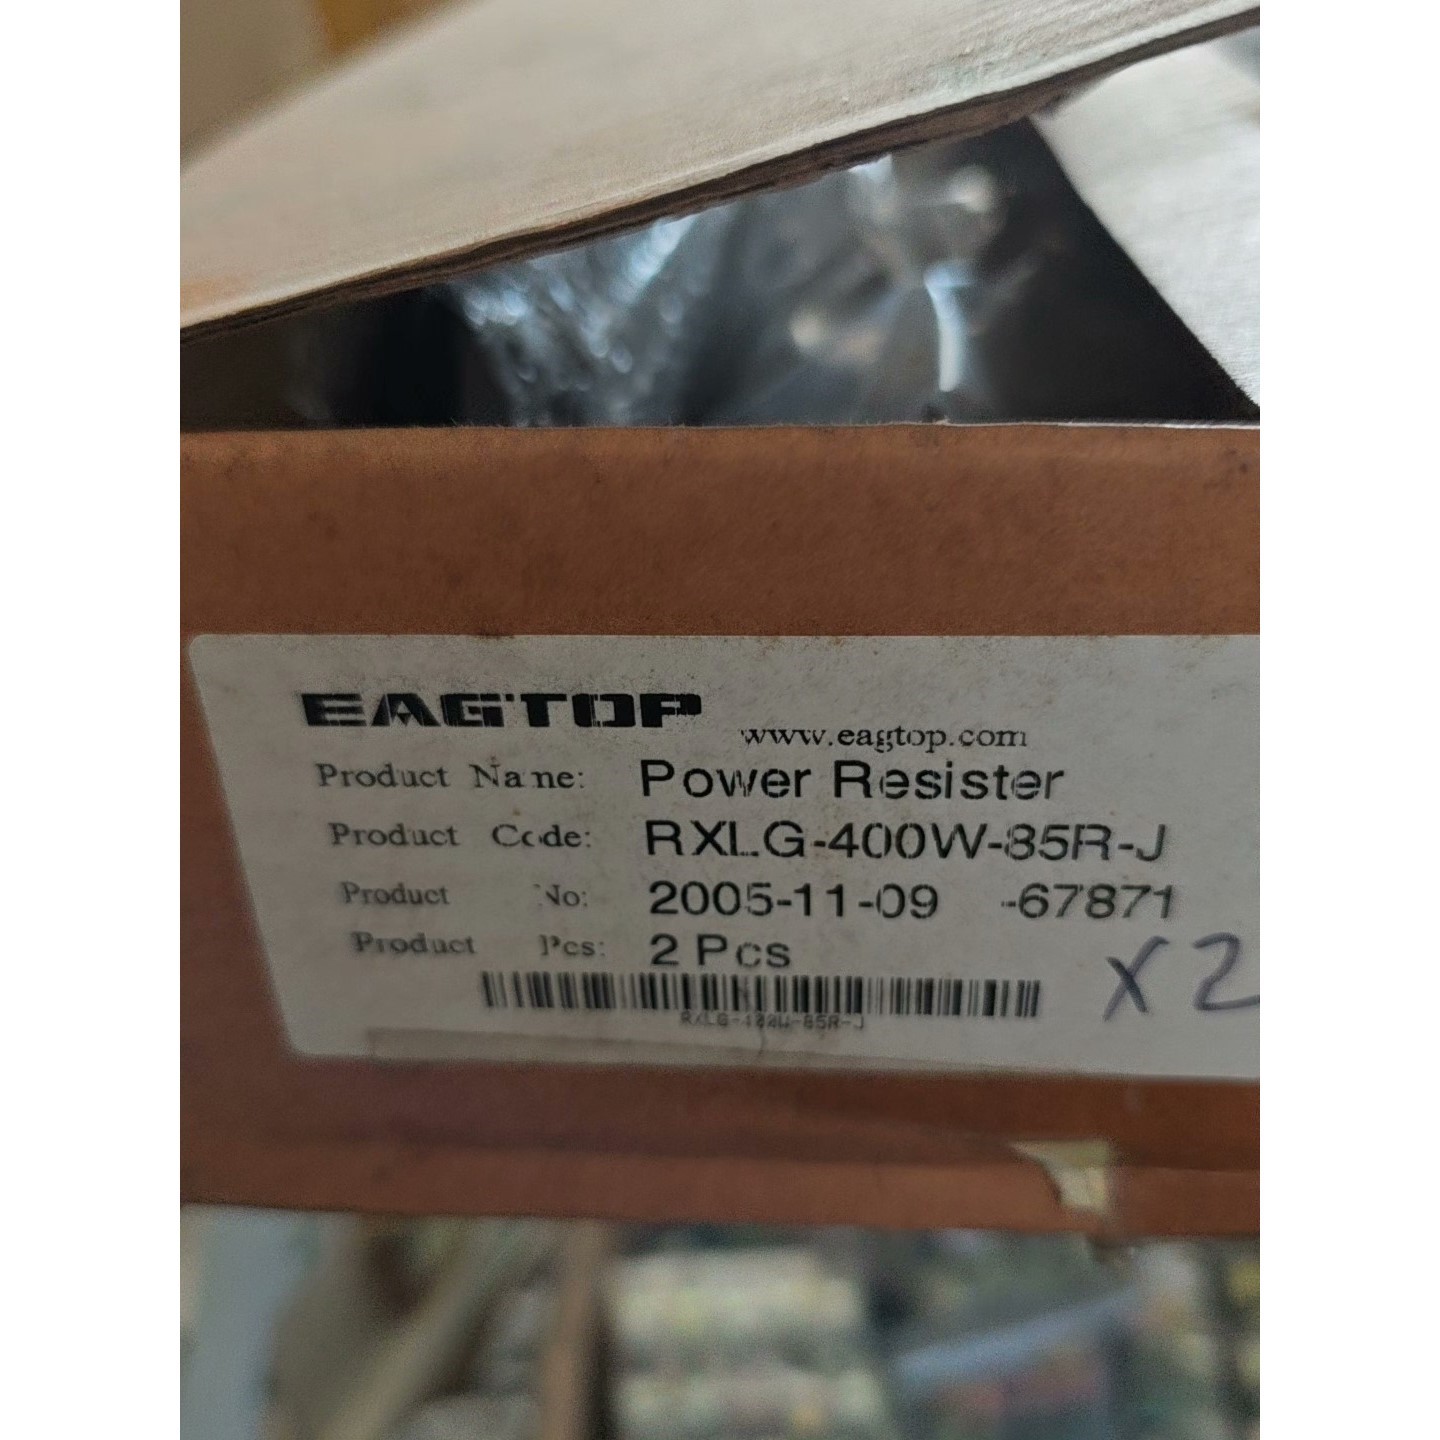 EAGTOP
www.eagtop.com
Product Name: Power Resister
Product Code: RXLG-400W-85R-J
Product No: 2005-11-09 -67871
Product Pcs: 2 Pcs
X2
RXLG-400W-85R-J